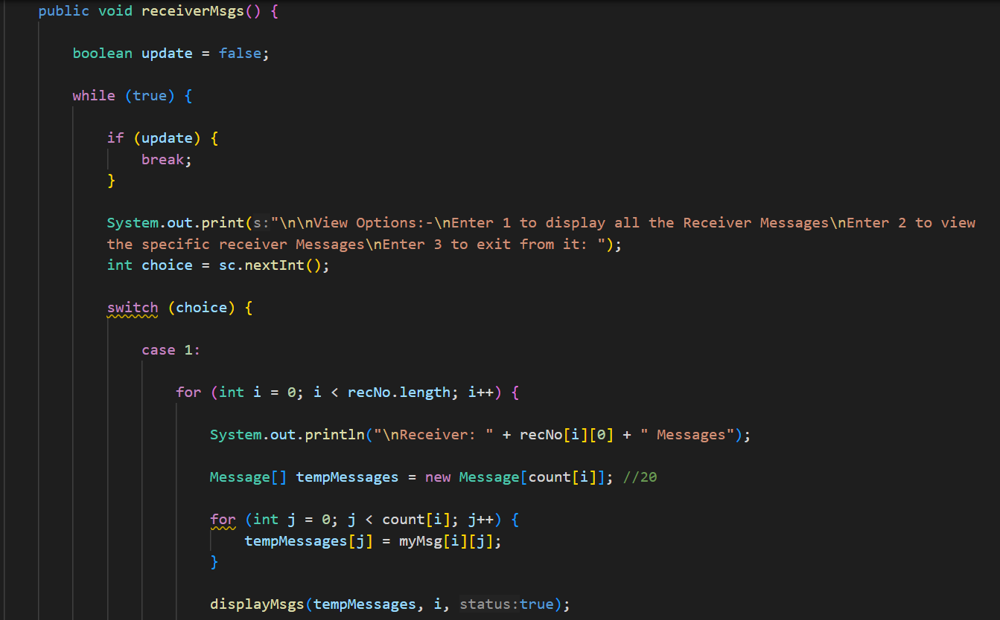 public void receiverMsgs() {
boolean update = false;
while (true) {
if (update) {
break;
}
System.out.print(s:"\n\nView Options:-\nEnter 1 to display all the Receiver Messages\nEnter 2 to view
the specific receiver Messages\nEnter 3 to exit from it: ");
int choice = sc.nextInt();
switch (choice) {
case 1:
for (int i = 0; i < recNo.length; i++) {
System.out.println("\nReceiver: " + recNo[i][0] + " Messages");
Message[] tempMessages = new Message[count[i]]; //20
for (int j = 0; j < count[i]; j++) {
tempMessages[j] = myMsg[i][j];
}
displayMsgs(tempMessages, i, status:true);